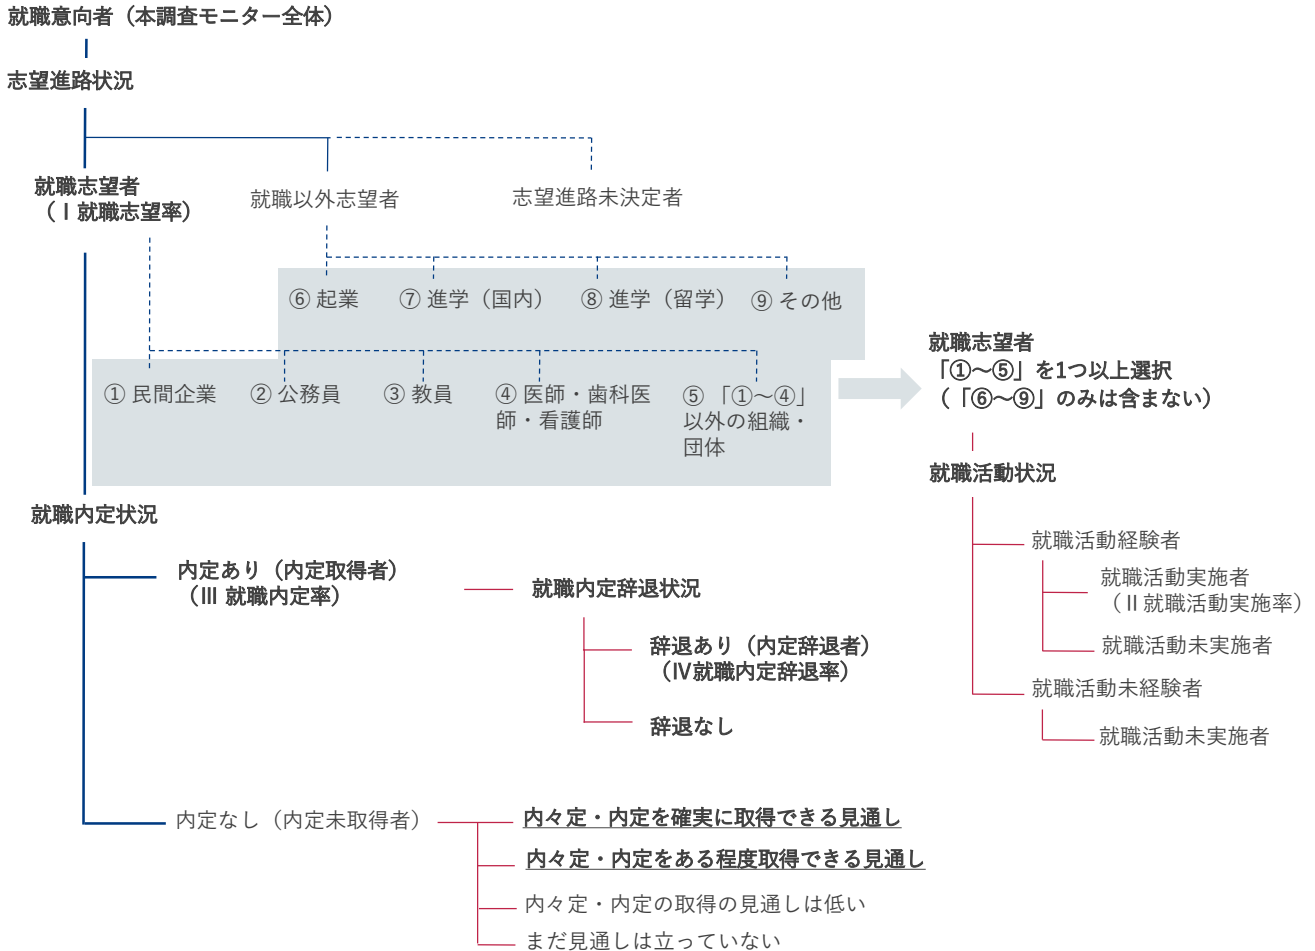 就職意向者（本調査モニター全体）
志望進路状況
就職志望者
（Ⅰ就職志望率）
就職以外志望者
志望進路未決定者
⑥ 起業
⑦ 進学（国内）
⑧ 進学（留学）
⑨ その他
① 民間企業
② 公務員
③ 教員
④ 医師・歯科医
師・看護師
⑤ 「①～④」
以外の組織・
団体
就職志望者
「①～⑤」を1つ以上選択
（「⑥～⑨」のみは含まない）
就職活動状況
就職活動経験者
就職活動実施者
（Ⅱ就職活動実施率）
就職活動未実施者
就職活動未経験者
就職活動未実施者
就職内定状況
内定あり（内定取得者）
（Ⅲ 就職内定率）
就職内定辞退状況
辞退あり（内定辞退者）
（Ⅳ就職内定辞退率）
辞退なし
内定なし（内定未取得者）
内々定・内定を確実に取得できる見通し
内々定・内定をある程度取得できる見通し
内々定・内定の取得の見通しは低い
まだ見通しは立っていない